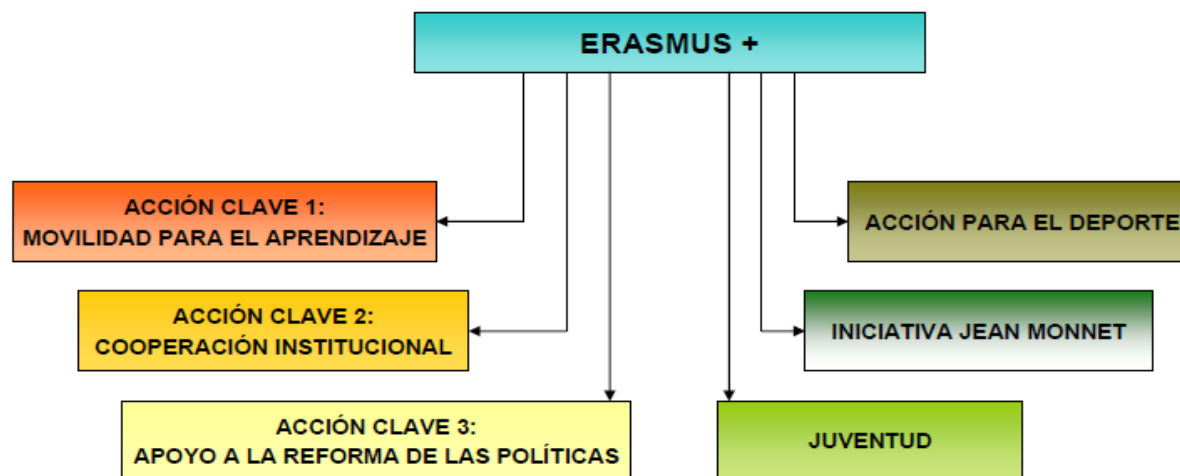 ERASMUS +
ACCIÓN CLAVE 1:
MOVILIDAD PARA EL APRENDIZAJE
ACCIÓN PARA EL DEPORTE
ACCIÓN CLAVE 2:
COOPERACIÓN INSTITUCIONAL
INICIATIVA JEAN MONNET
ACCIÓN CLAVE 3:
APOYO A LA REFORMA DE LAS POLÍTICAS
JUVENTUD